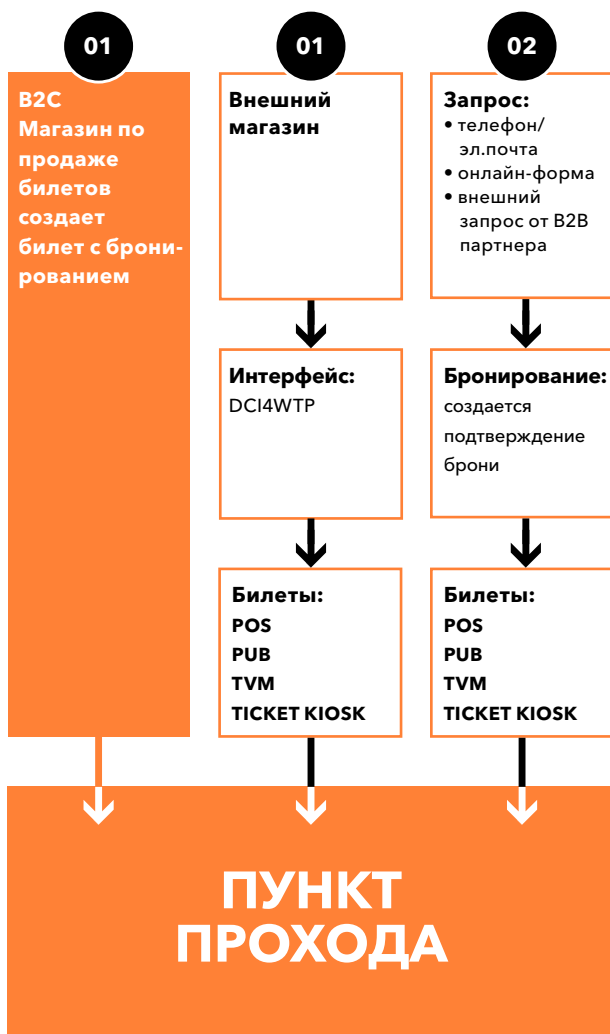 01
B2C
Магазин по
продаже
билетов
создает
билет с брони-
рованием
01
Внешний
магазин
Интерфейс:
DCI4WTP
Билеты:
POS
PUB
TVM
TICKET KIOSK
02
Запрос:
• телефон/
эл.почта
• онлайн-форма
• внешний
запрос от B2B
партнера
Бронирование:
создается
подтверждение
брони
Билеты:
POS
PUB
TVM
TICKET KIOSK
ПУНКТ
ПРОХОДА